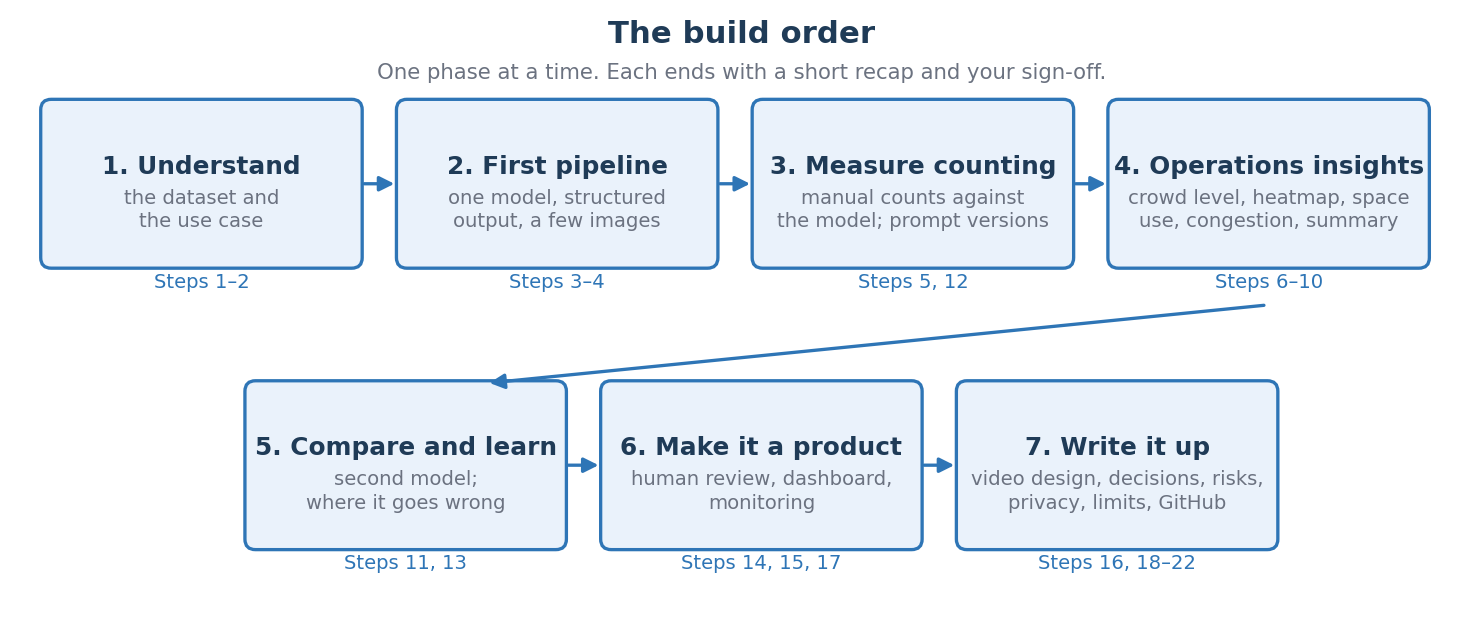 The build order
One phase at a time. Each ends with a short recap and your sign-off.
1. Understand
the dataset and
the use case
Steps 1–2
2. First pipeline
one model, structured
output, a few images
Steps 3–4
3. Measure counting
manual counts against
the model; prompt versions
Steps 5, 12
4. Operations insights
crowd level, heatmap, space
use, congestion, summary
Steps 6–10
5. Compare and learn
second model;
where it goes wrong
Steps 11, 13
6. Make it a product
human review, dashboard,
monitoring
Steps 14, 15, 17
7. Write it up
video design, decisions, risks,
privacy, limits, GitHub
Steps 16, 18–22